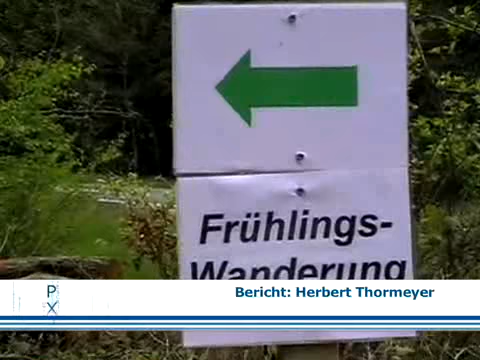 Frühlings-
Wanderung
Bericht: Herbert Thormeyer
P
X